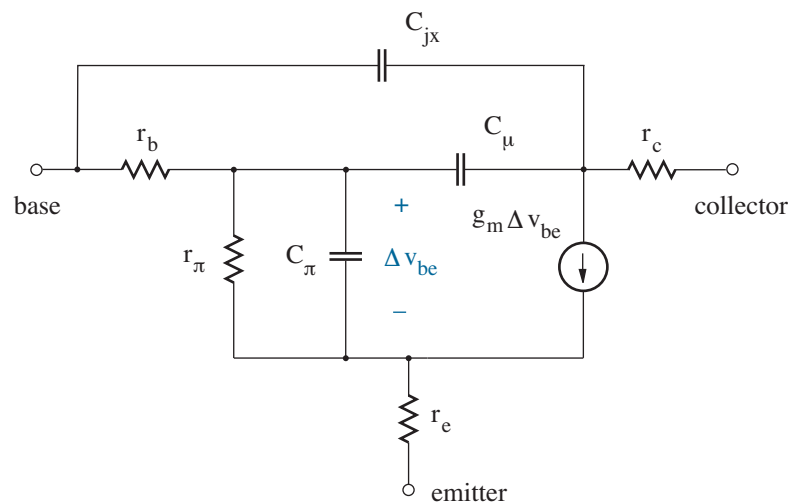 C_jx
r_b
C_μ
r_c
base
+
g_m Δ v_be
collector
r_π
C_π
Δ v_be
−
r_e
emitter